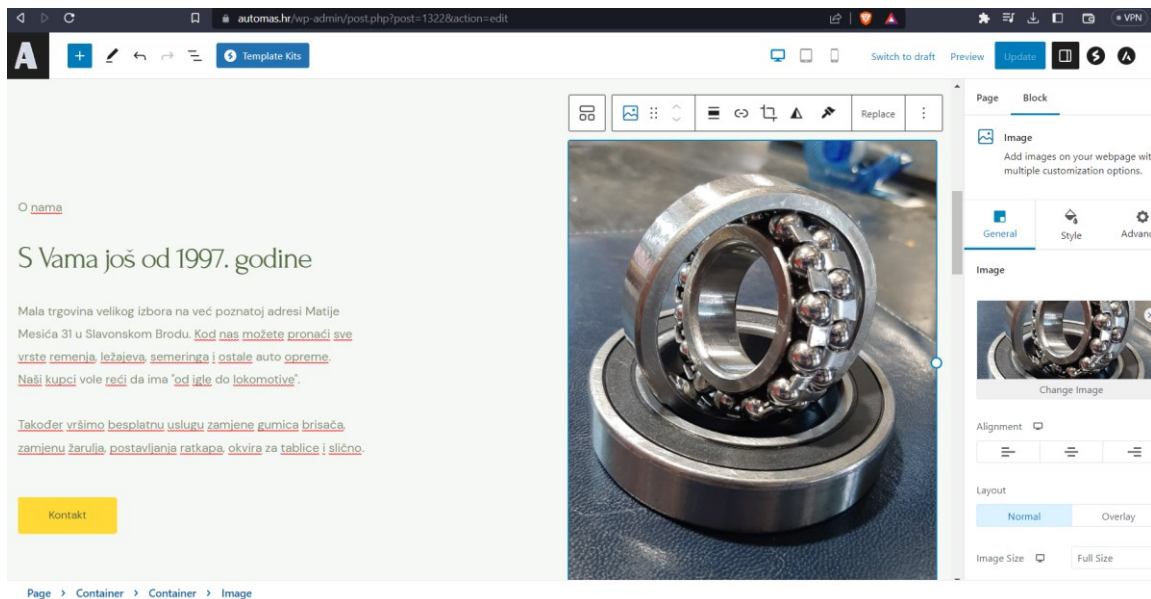 automas.hr/wp-admin/post.php?post=1322&action=edit
VPN
A
Template Kits
Switch to draft
Preview
Update
Replace
Page
Block
Image
Add images on your webpage wit
multiple customization options.
General
Style
Advanc
Image
Change Image
Alignment
Layout
Normal
Overlay
Image Size
Full Size
O nama
S Vama još od 1997. godine
Mala trgovina velikog izbora na već poznatoj adresi Matije
Mesića 31 u Slavonskom Brodu. Kod nas možete pronaći sve
vrste remenja, ležajeva, semeringa i ostale auto opreme.
Naši kupci vole reći da ima "od igle do lokomotive".
Također vršimo besplatnu uslugu zamjene gumica brisača,
zamjenu žarulja, postavljanja ratkapa, okvira za tablice i slično.
Kontakt
Page > Container > Container > Image